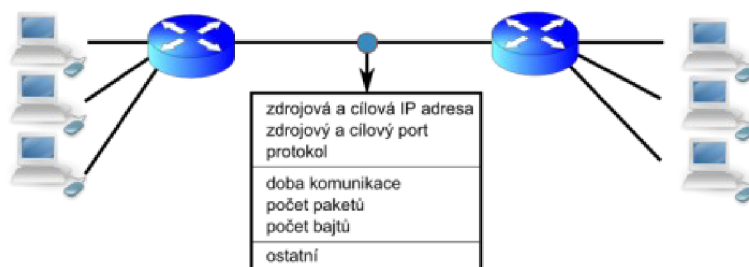 zdrojová a cílová IP adresa
zdrojový a cílový port
protokol
doba komunikace
počet paketů
počet bajtů
ostatní